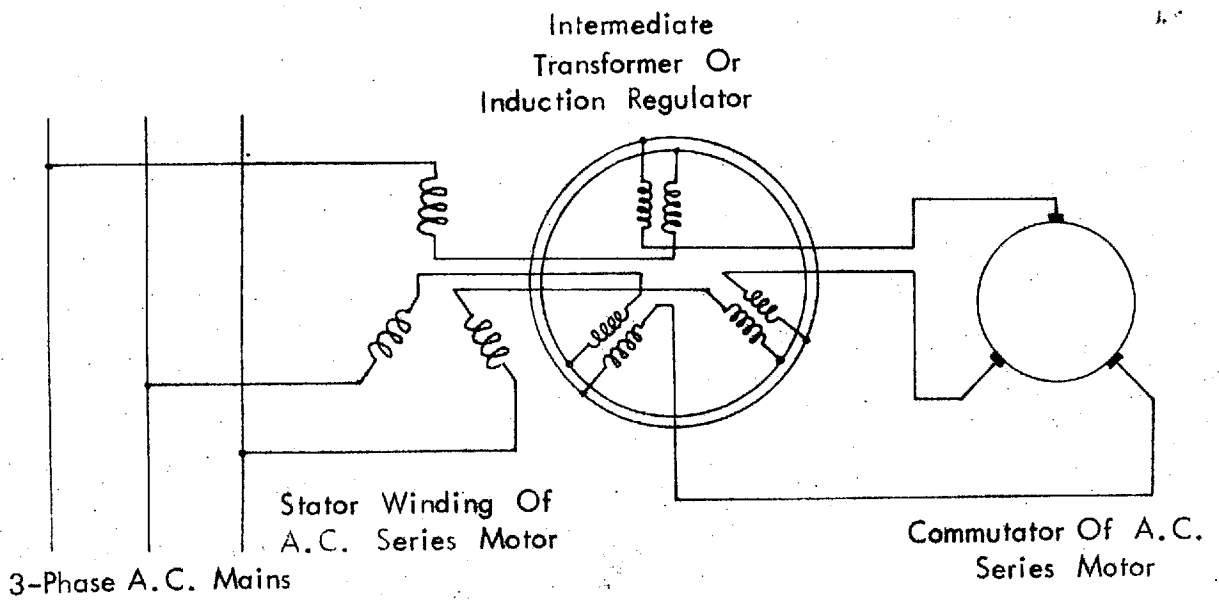 Intermediate
Transformer Or
Induction Regulator
Stator Winding Of
A.C. Series Motor
Commutator Of A.C.
Series Motor
3-Phase A.C. Mains